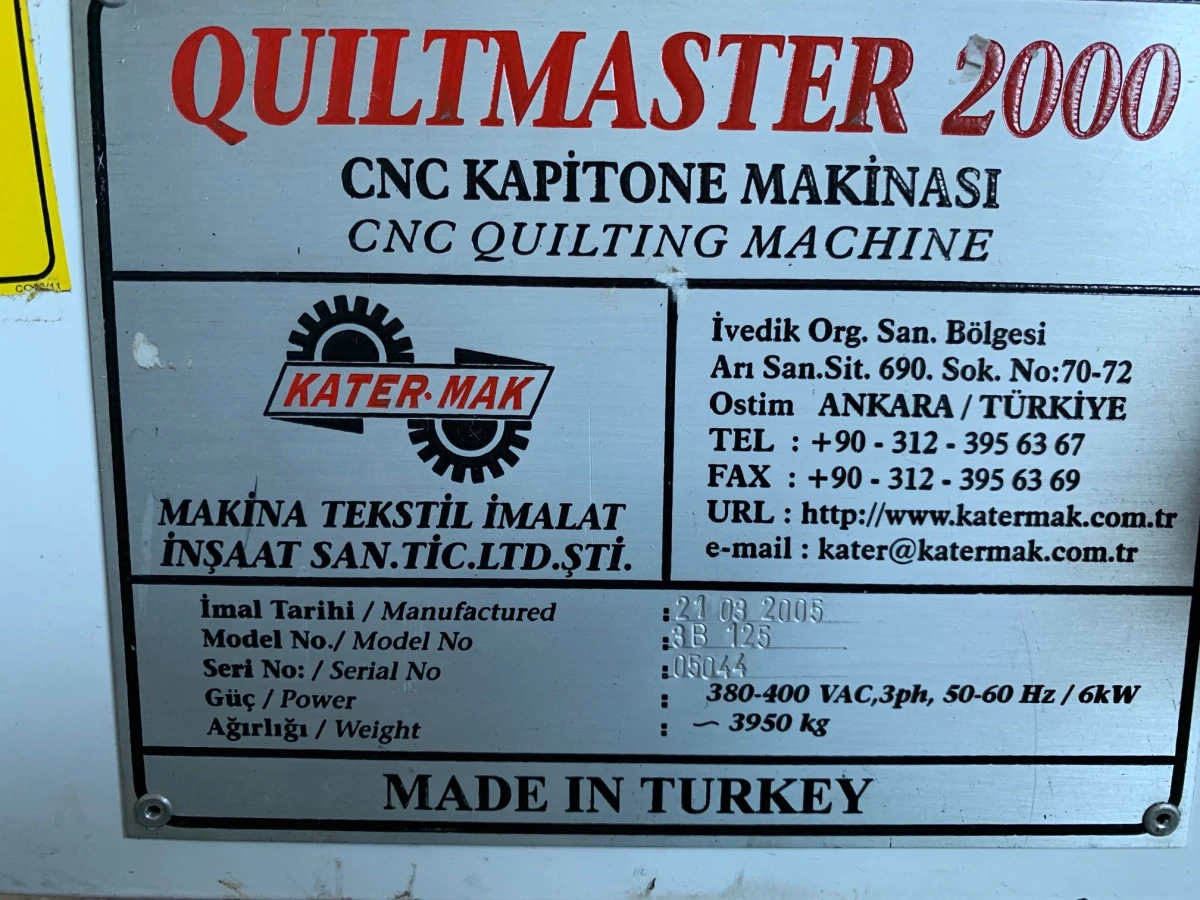 QUILTMASTER 2000
CNC KAPİTONE MAKİNASI
CNC QUILTING MACHINE
KATER·MAK
MAKİNA TEKSTİL İMALAT
İNŞAAT SAN.TİC.LTD.ŞTİ.
İvedik Org. San. Bölgesi
Arı San.Sit. 690. Sok. No:70-72
Ostim ANKARA / TÜRKİYE
TEL : +90 - 312 - 395 63 67
FAX : +90 - 312 - 395 63 69
URL : http://www.katermak.com.tr
e-mail : kater@katermak.com.tr
İmal Tarihi / Manufactured : 21 03 2005
Model No./ Model No : 3B 125
Seri No: / Serial No : 05044
Güç / Power : 380-400 VAC,3ph, 50-60 Hz / 6kW
Ağırlığı / Weight : ~ 3950 kg
MADE IN TURKEY